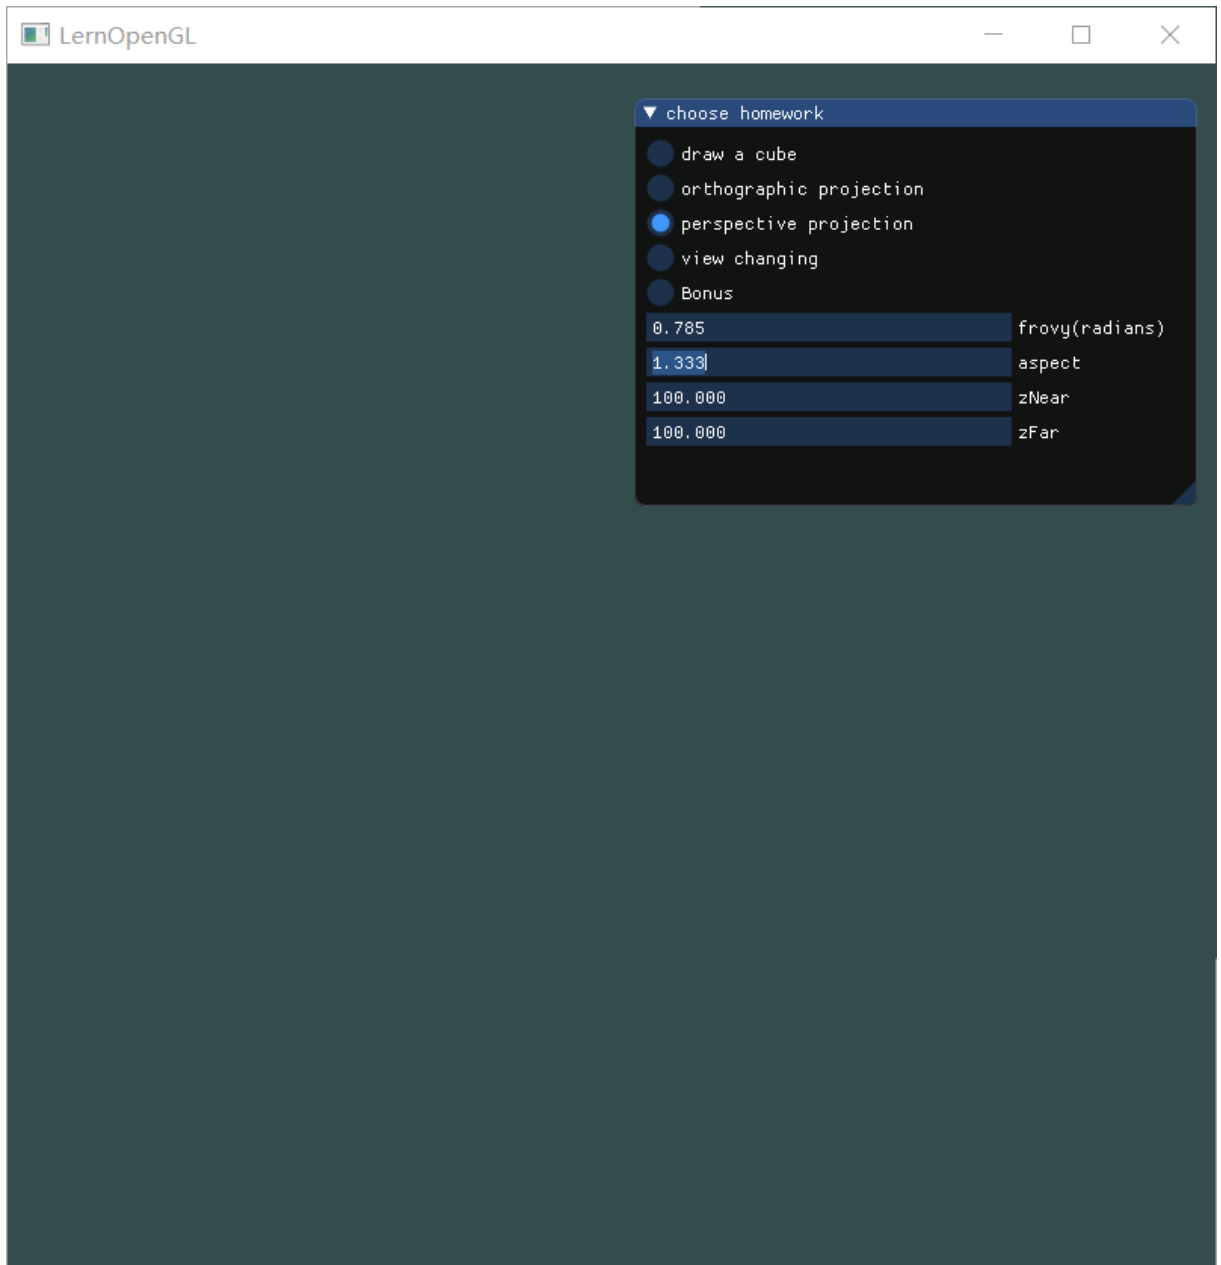 LernOpenGL
choose homework
draw a cube
orthographic projection
perspective projection
view changing
Bonus
0.785 frovy(radians)
1.333 aspect
100.000 zNear
100.000 zFar